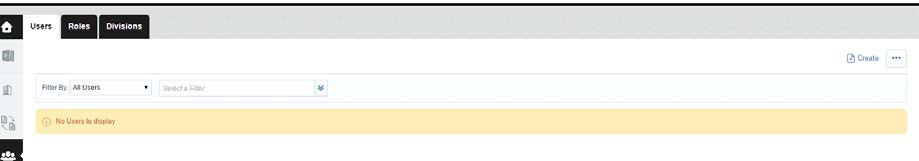 Users Roles Divisions
Create ...
Filter By: All Users Select a Filter
No Users to display